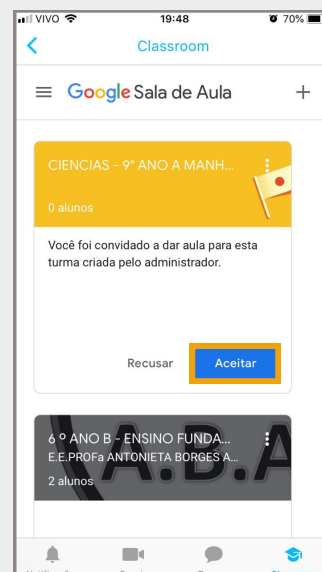 VIVO 19:48 70%
Classroom
Google Sala de Aula
CIENCIAS - 9° ANO A MANH...
0 alunos
Você foi convidado a dar aula para esta
turma criada pelo administrador.
Recusar Aceitar
6 º ANO B - ENSINO FUNDA...
E.E.PROFa ANTONIETA BORGES A...
2 alunos
A.B.A